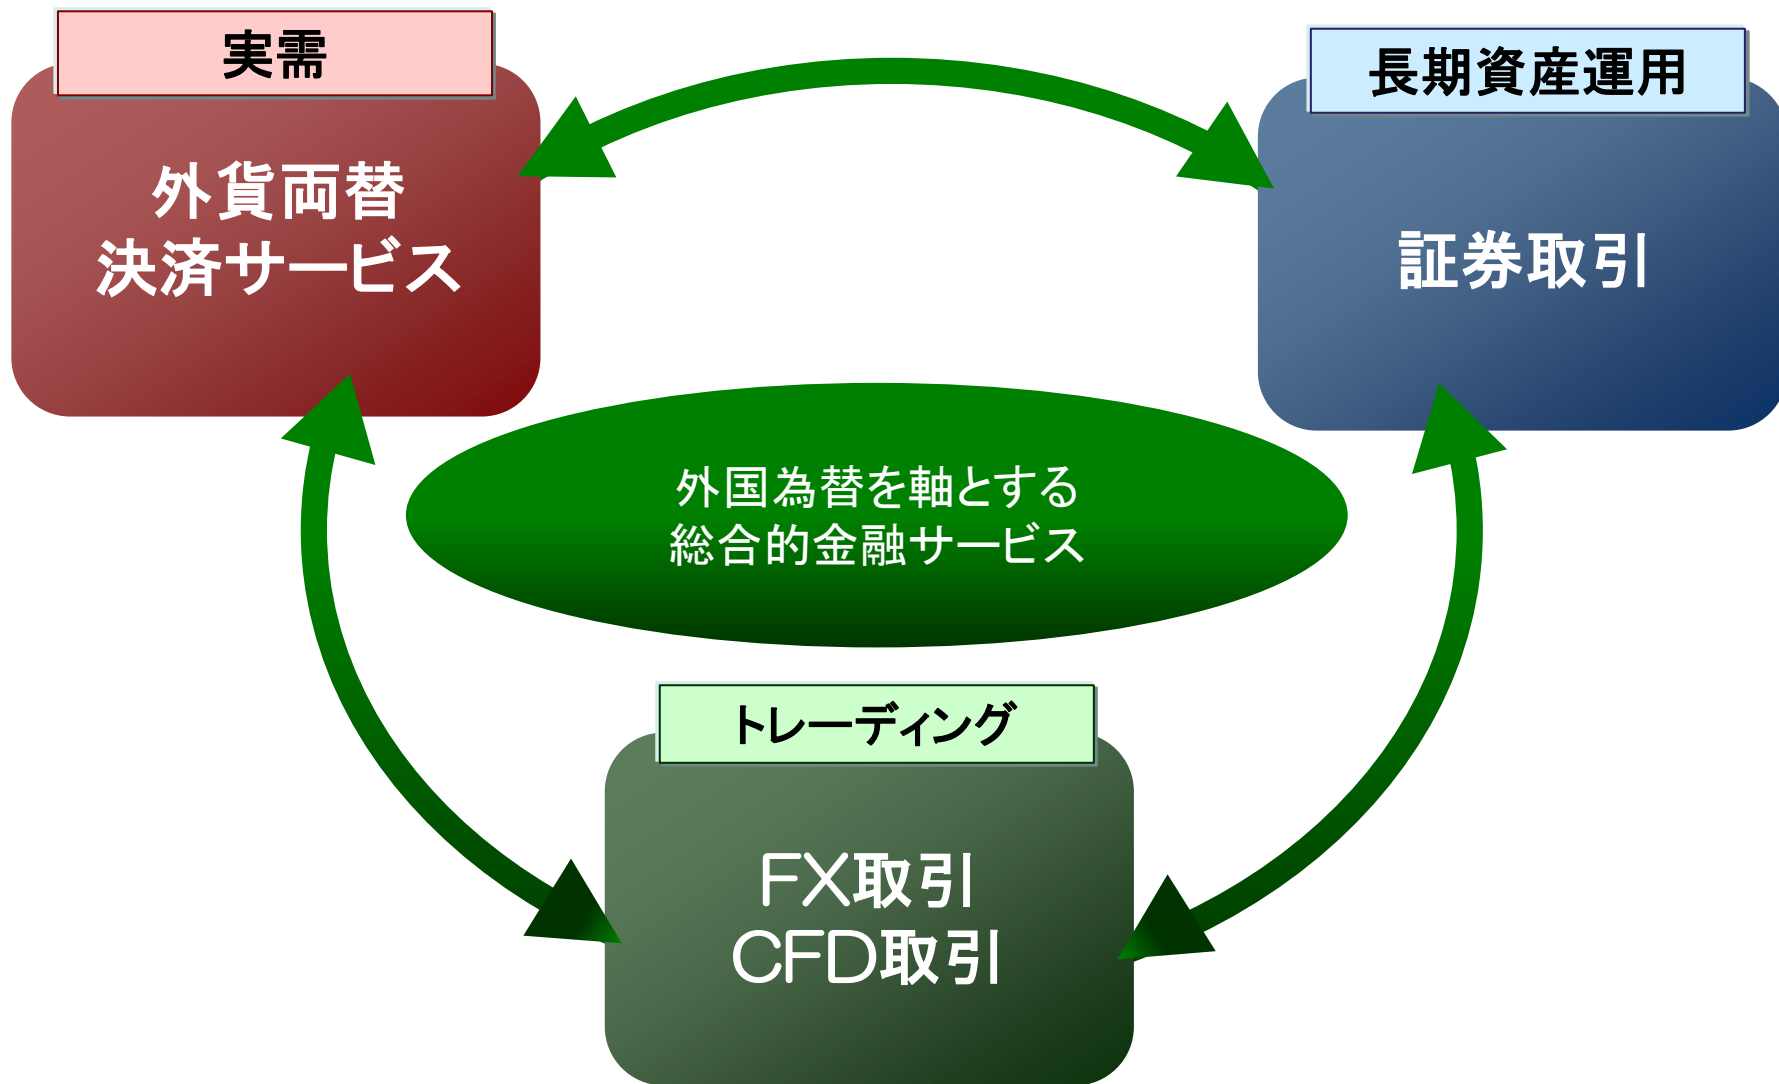 実需
外貨両替
決済サービス
長期資産運用
証券取引
外国為替を軸とする
総合的金融サービス
トレーディング
FX取引
CFD取引